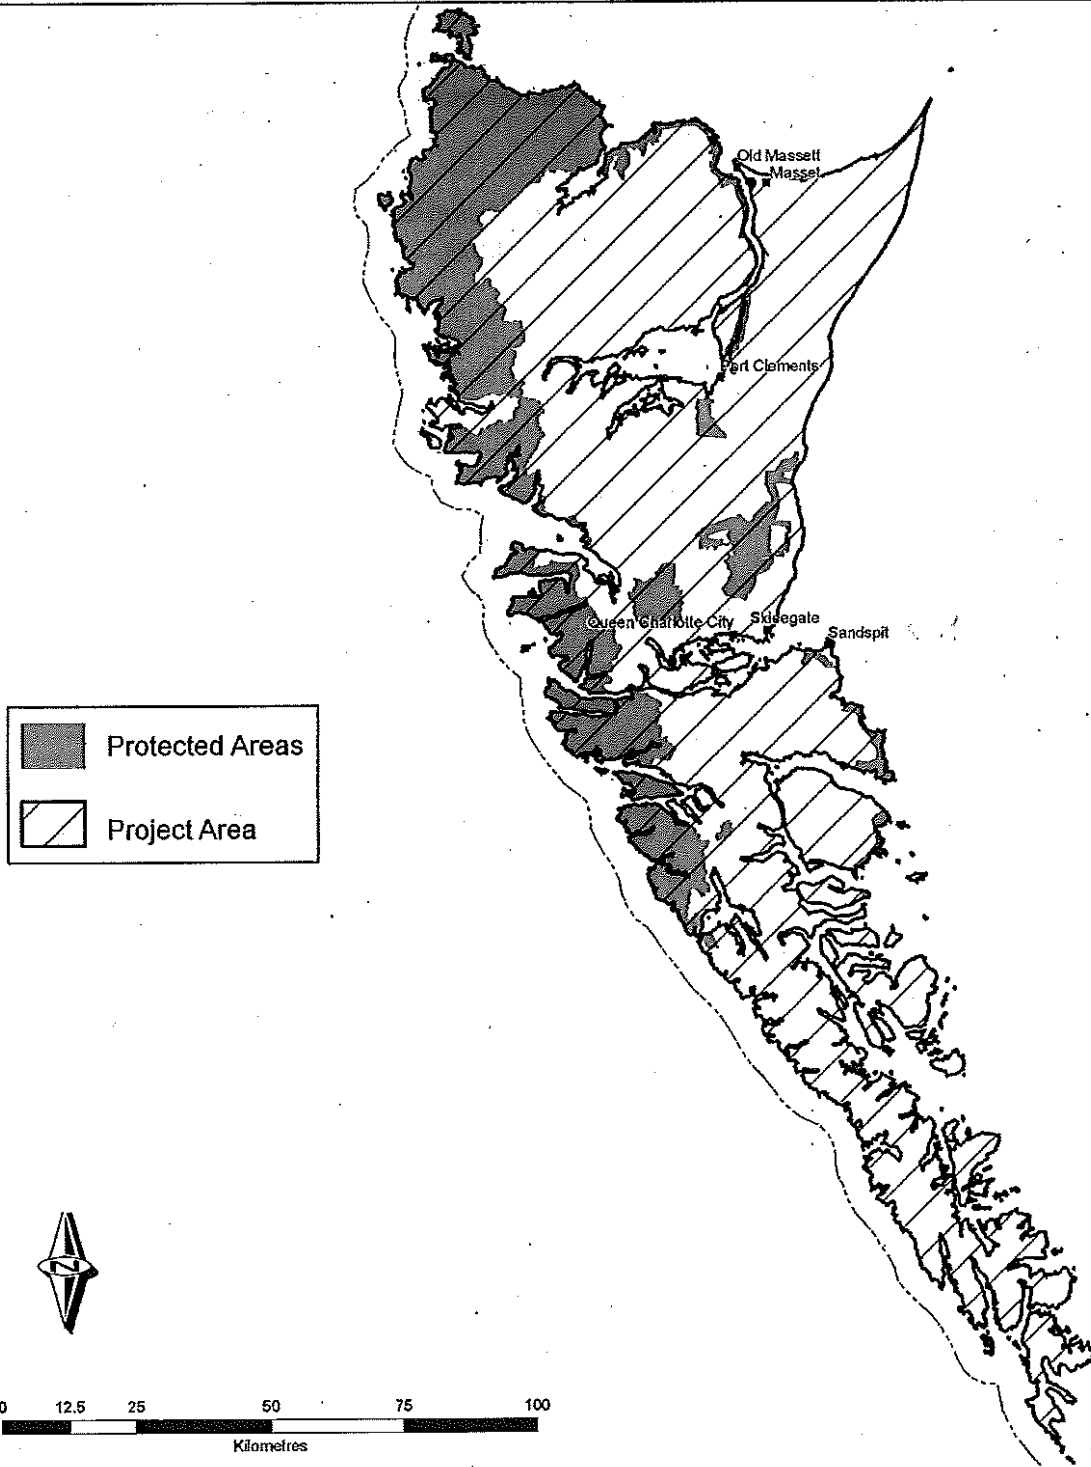 Old Massett
Masset
Port Clements
Queen Charlotte City
Skidegate
Sandspit
Protected Areas
Project Area
N
0 12.5 25 50 75 100
Kilometres